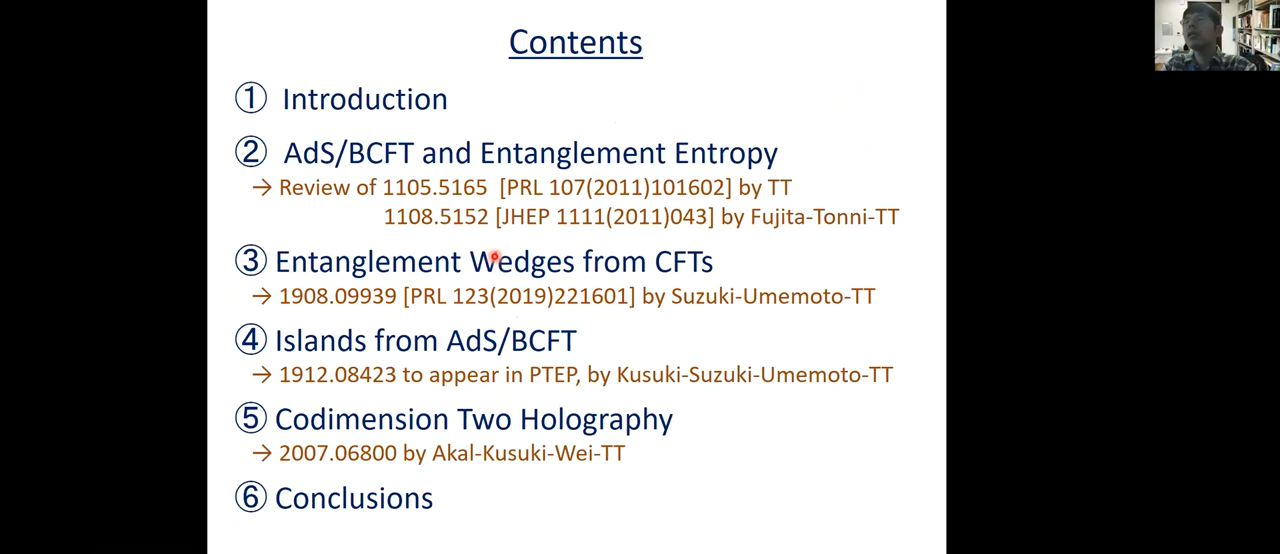 Contents
① Introduction
② AdS/BCFT and Entanglement Entropy
→ Review of 1105.5165 [PRL 107(2011)101602] by TT
1108.5152 [JHEP 1111(2011)043] by Fujita-Tonni-TT
③ Entanglement Wedges from CFTs
→ 1908.09939 [PRL 123(2019)221601] by Suzuki-Umemoto-TT
④ Islands from AdS/BCFT
→ 1912.08423 to appear in PTEP, by Kusuki-Suzuki-Umemoto-TT
⑤ Codimension Two Holography
→ 2007.06800 by Akal-Kusuki-Wei-TT
⑥ Conclusions